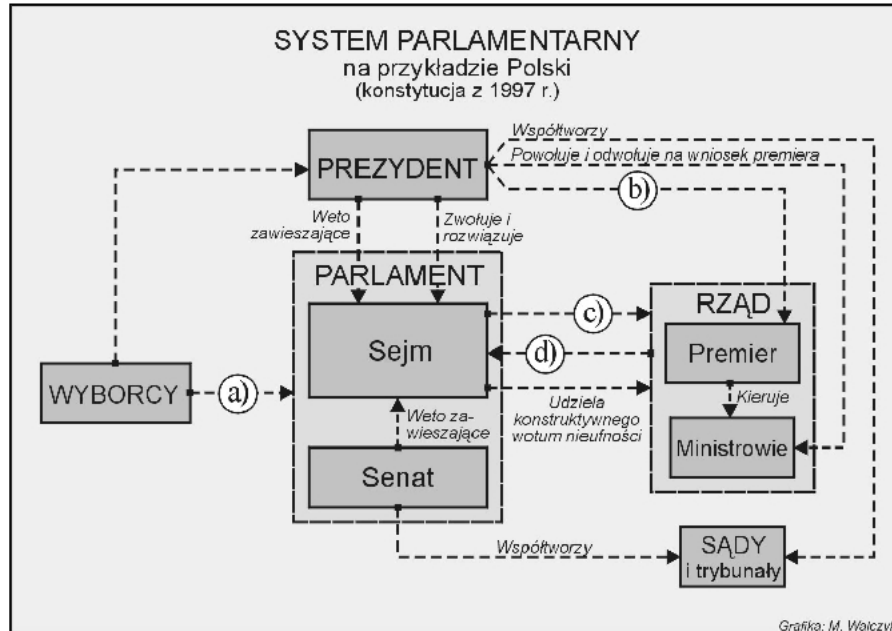 SYSTEM PARLAMENTARNY
na przykładzie Polski
(konstytucja z 1997 r.)
Współtworzy
PREZYDENT
Powołuje i odwołuje na wniosek premiera
b)
Weto
zawieszające
Zwołuje i
rozwiązuje
PARLAMENT
RZĄD
Sejm
c)
d)
Premier
WYBORCY
a)
Kieruje
Weto za-
wieszające
Udziela
konstruktywnego
wotum nieufności
Ministrowie
Senat
Współtworzy
SĄDY
i trybunały
Grafika: M. Walczyk